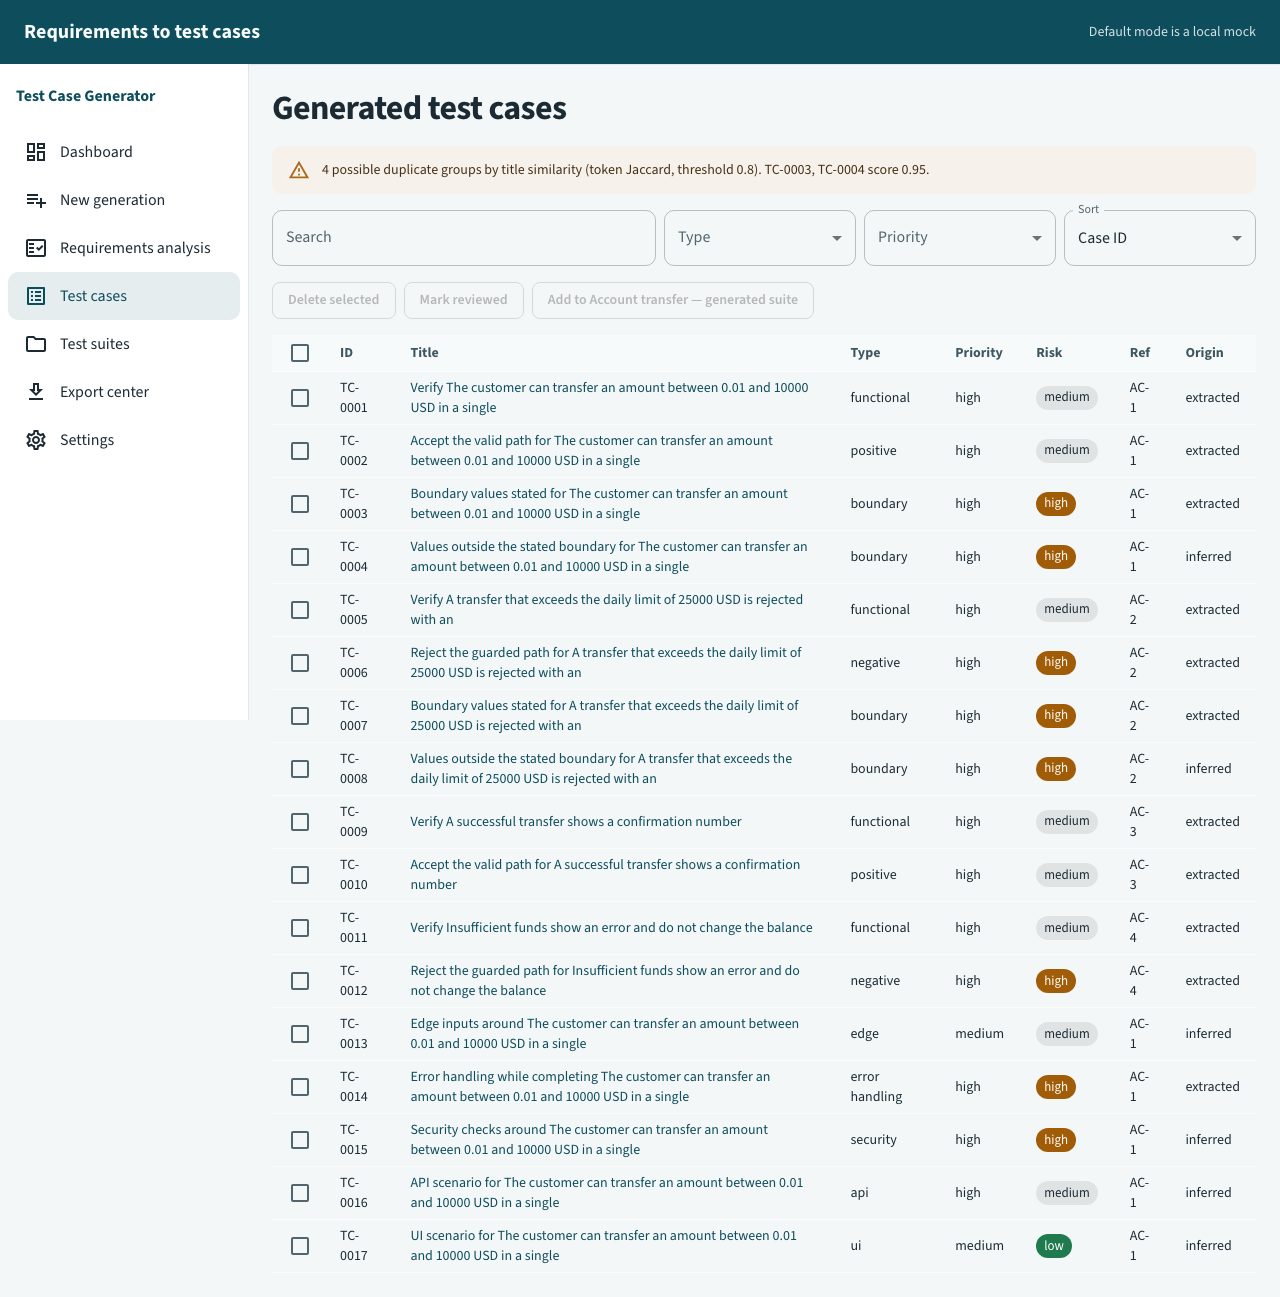 Requirements to test cases
Default mode is a local mock
Test Case Generator
Dashboard
New generation
Requirements analysis
Test cases
Test suites
Export center
Settings
Generated test cases
4 possible duplicate groups by title similarity (token Jaccard, threshold 0.8). TC-0003, TC-0004 score 0.95.
Search
Type
Priority
Sort
Case ID
Delete selected
Mark reviewed
Add to Account transfer — generated suite
ID Title Type Priority Risk Ref Origin
TC-
0001
Verify The customer can transfer an amount between 0.01 and 10000
USD in a single
functional
high
medium
AC-
1
extracted
TC-
0002
Accept the valid path for The customer can transfer an amount
between 0.01 and 10000 USD in a single
positive
high
medium
AC-
1
extracted
TC-
0003
Boundary values stated for The customer can transfer an amount
between 0.01 and 10000 USD in a single
boundary
high
high
AC-
1
extracted
TC-
0004
Values outside the stated boundary for The customer can transfer an
amount between 0.01 and 10000 USD in a single
boundary
high
high
AC-
1
inferred
TC-
0005
Verify A transfer that exceeds the daily limit of 25000 USD is rejected
with an
functional
high
medium
AC-
2
extracted
TC-
0006
Reject the guarded path for A transfer that exceeds the daily limit of
25000 USD is rejected with an
negative
high
high
AC-
2
extracted
TC-
0007
Boundary values stated for A transfer that exceeds the daily limit of
25000 USD is rejected with an
boundary
high
high
AC-
2
extracted
TC-
0008
Values outside the stated boundary for A transfer that exceeds the
daily limit of 25000 USD is rejected with an
boundary
high
high
AC-
2
inferred
TC-
0009
Verify A successful transfer shows a confirmation number
functional
high
medium
AC-
3
extracted
TC-
0010
Accept the valid path for A successful transfer shows a confirmation
number
positive
high
medium
AC-
3
extracted
TC-
0011
Verify Insufficient funds show an error and do not change the balance
functional
high
medium
AC-
4
extracted
TC-
0012
Reject the guarded path for Insufficient funds show an error and do
not change the balance
negative
high
high
AC-
4
extracted
TC-
0013
Edge inputs around The customer can transfer an amount between
0.01 and 10000 USD in a single
edge
medium
medium
AC-
1
inferred
TC-
0014
Error handling while completing The customer can transfer an
amount between 0.01 and 10000 USD in a single
error
handling
high
high
AC-
1
extracted
TC-
0015
Security checks around The customer can transfer an amount
between 0.01 and 10000 USD in a single
security
high
high
AC-
1
inferred
TC-
0016
API scenario for The customer can transfer an amount between 0.01
and 10000 USD in a single
api
high
medium
AC-
1
inferred
TC-
0017
UI scenario for The customer can transfer an amount between 0.01
and 10000 USD in a single
ui
medium
low
AC-
1
inferred